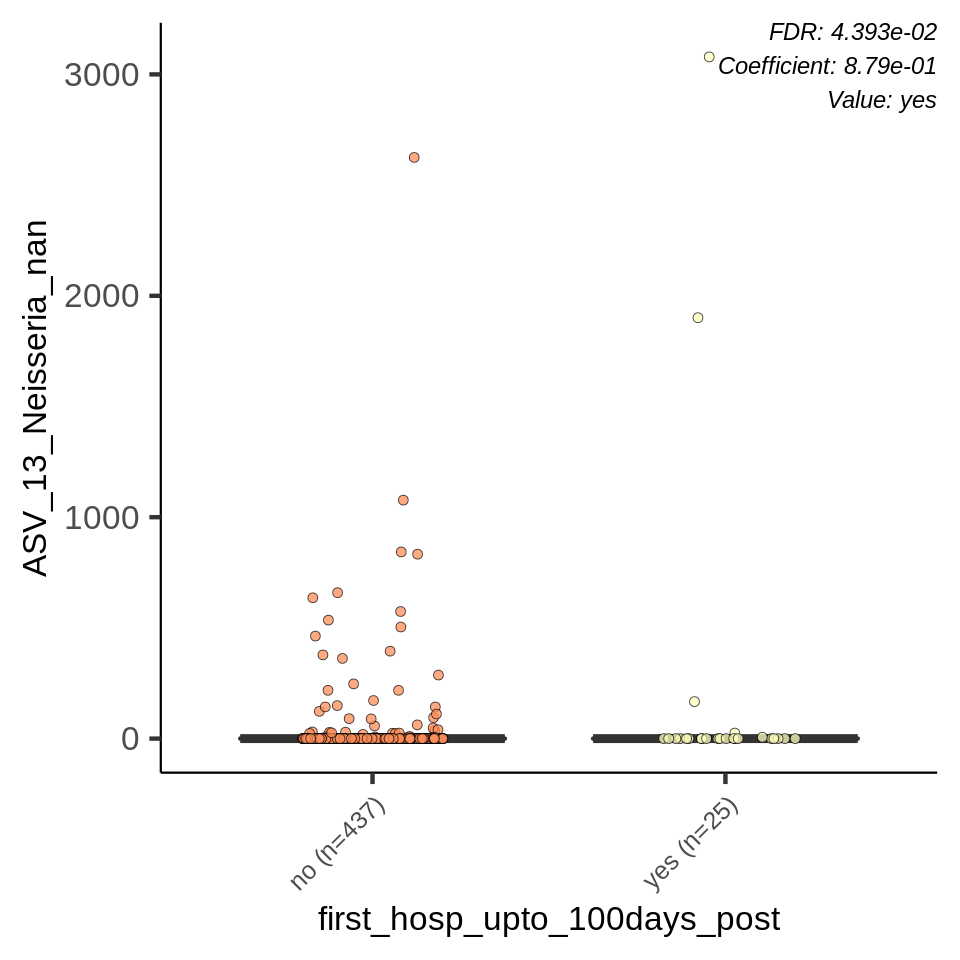 FDR: 4.393e-02
Coefficient: 8.79e-01
Value: yes
ASV_13_Neisseria_nan
3000
2000
1000
0
no (n=437)
yes (n=25)
first_hosp_upto_100days_post